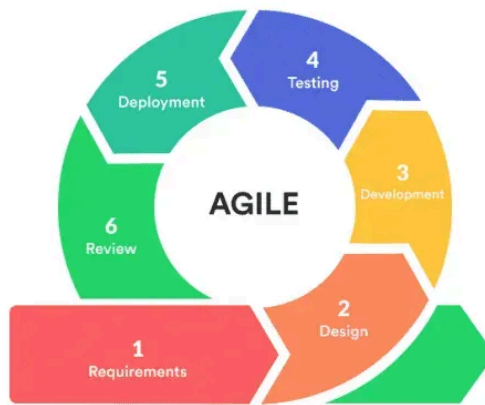 5
Deployment
4
Testing
AGILE
3
Development
6
Review
2
Design
1
Requirements